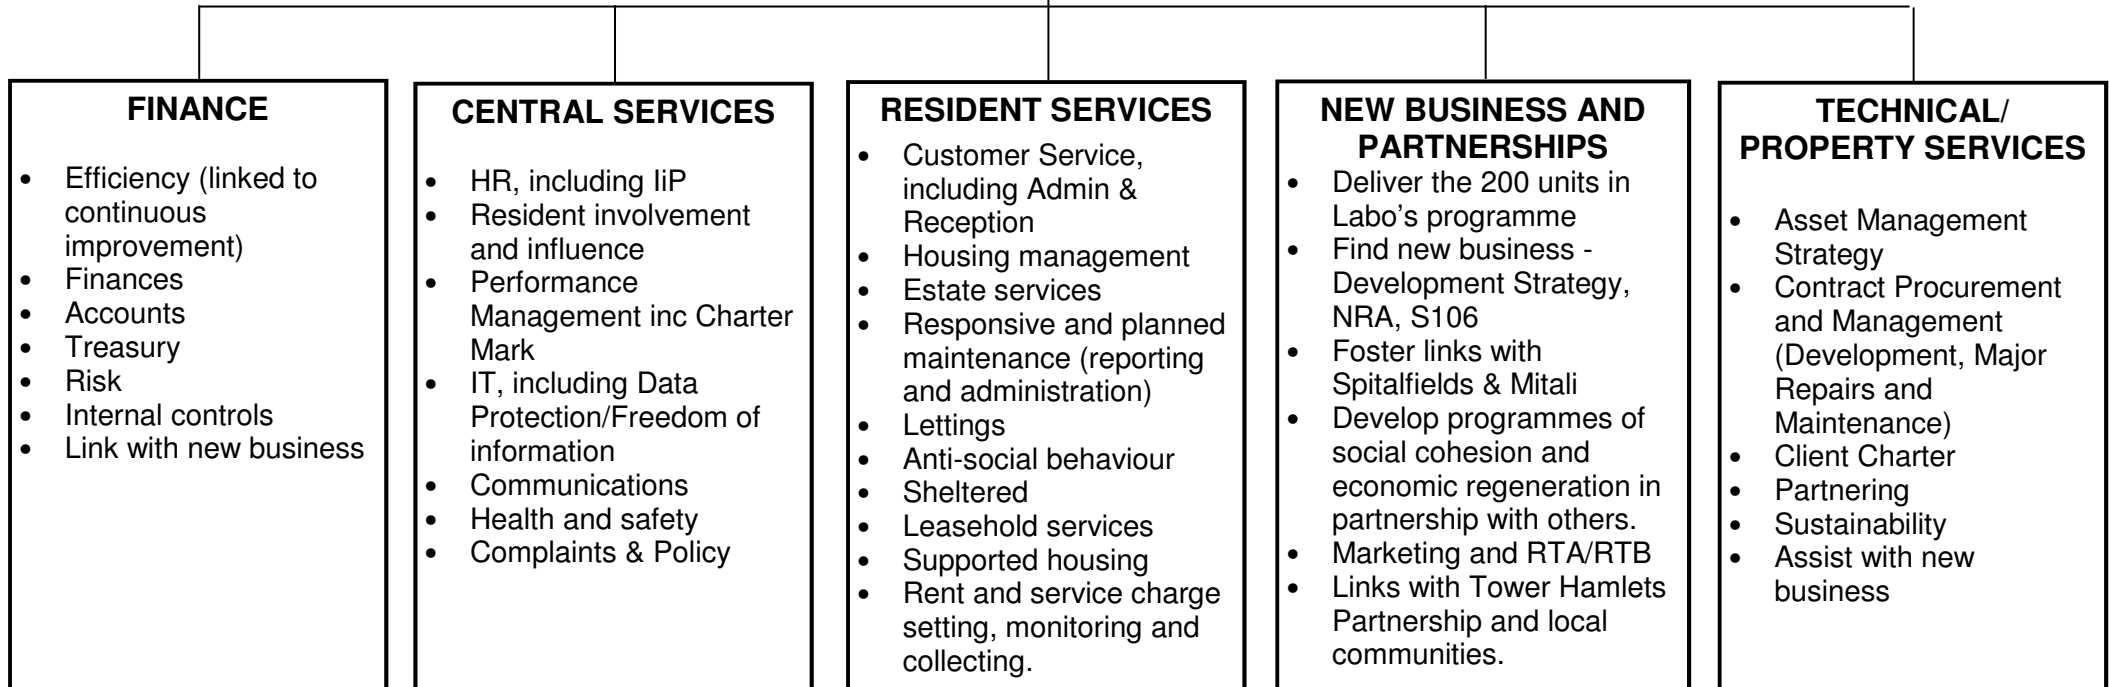 FINANCE
• Efficiency (linked to
continuous
improvement)
• Finances
• Accounts
• Treasury
• Risk
• Internal controls
• Link with new business
CENTRAL SERVICES
• HR, including IiP
• Resident involvement
and influence
• Performance
Management inc Charter
Mark
• IT, including Data
Protection/Freedom of
information
• Communications
• Health and safety
• Complaints & Policy
RESIDENT SERVICES
• Customer Service,
including Admin &
Reception
• Housing management
• Estate services
• Responsive and planned
maintenance (reporting
and administration)
• Lettings
• Anti-social behaviour
• Sheltered
• Leasehold services
• Supported housing
• Rent and service charge
setting, monitoring and
collecting.
NEW BUSINESS AND
PARTNERSHIPS
• Deliver the 200 units in
Labo’s programme
• Find new business -
Development Strategy,
NRA, S106
• Foster links with
Spitalfields & Mitali
• Develop programmes of
social cohesion and
economic regeneration in
partnership with others.
• Marketing and RTA/RTB
• Links with Tower Hamlets
Partnership and local
communities.
TECHNICAL/
PROPERTY SERVICES
• Asset Management
Strategy
• Contract Procurement
and Management
(Development, Major
Repairs and
Maintenance)
• Client Charter
• Partnering
• Sustainability
• Assist with new
business